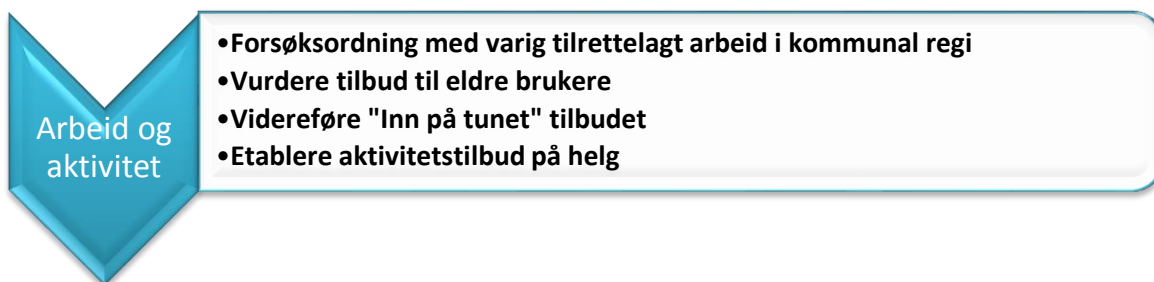 Arbeid og
aktivitet
•Forsøksordning med varig tilrettelagt arbeid i kommunal regi
•Vurdere tilbud til eldre brukere
•Videreføre "Inn på tunet" tilbudet
•Etablere aktivitetstilbud på helg